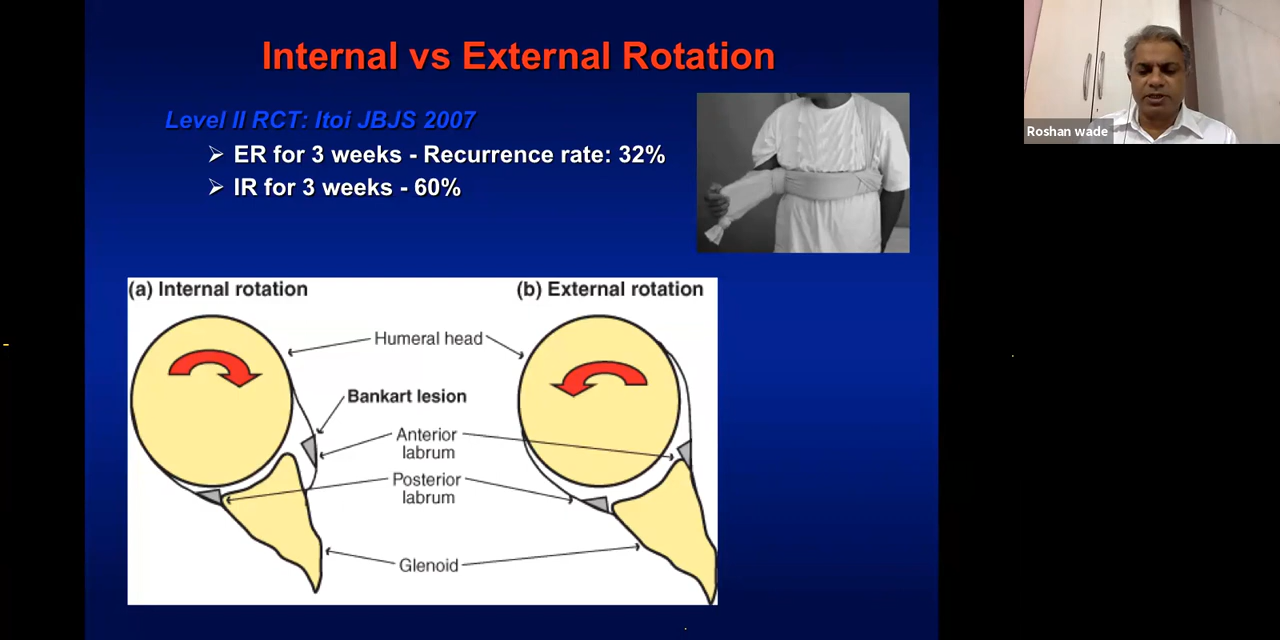 Internal vs External Rotation
Level II RCT: Itoi JBJS 2007
ER for 3 weeks - Recurrence rate: 32%
IR for 3 weeks - 60%
Roshan wade
(a) Internal rotation
(b) External rotation
Humeral head
Bankart lesion
Anterior
labrum
Posterior
labrum
Glenoid